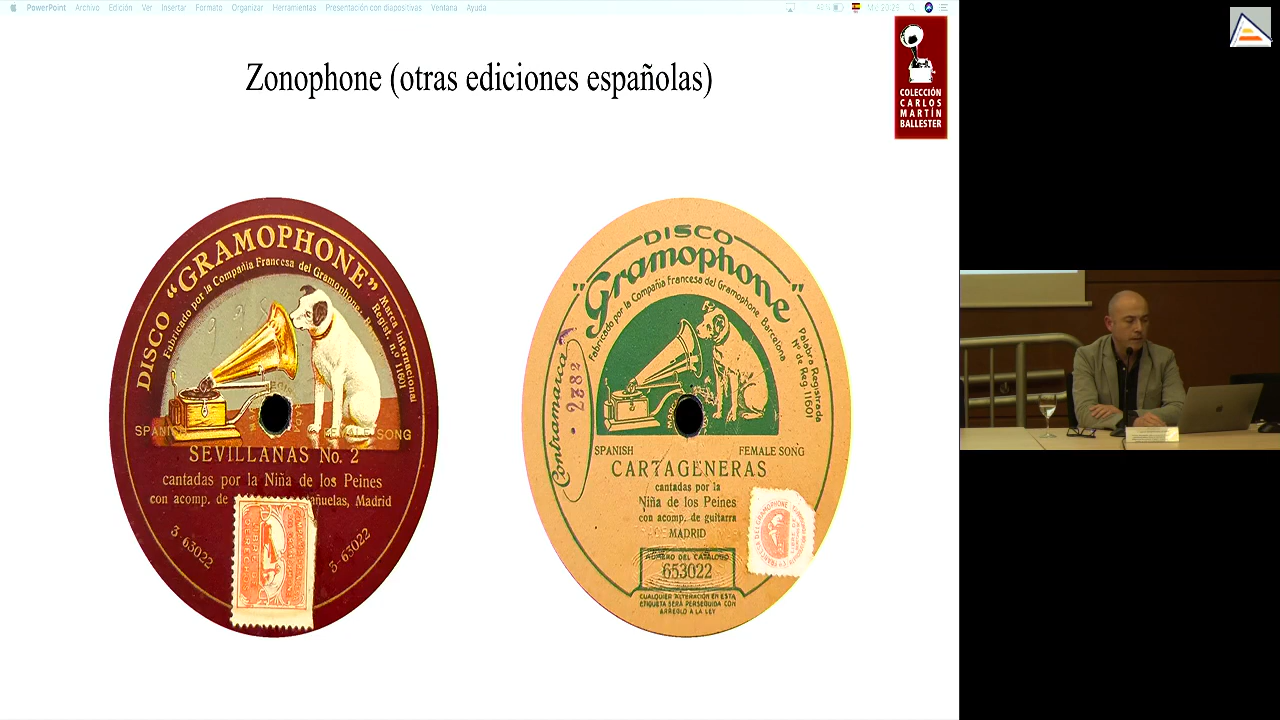 PowerPoint Archivo Edición Ver Insertar Formato Organizar Herramientas Presentación con diapositivas Ventana Ayuda
Zonophone (otras ediciones españolas)
COLECCIÓN
CARLOS
MARTÍN
BALLESTER
DISCO "GRAMOPHONE"
Fabricado por la Compañía Francesa del Gramophone
Marca Internacional
Regist. n.o 11601
SPANISH FEMALE SONG
SEVILLANAS No. 2
cantadas por la Niña de los Peines
con acomp. de Madrid
3-63022 3-63022
DISCO
"Gramophone"
Fabricado por la Compañía Francesa del Gramophone, Barcelona
Palabra Registrada
Nº de Reg. 11601
Contramarca
2782
SPANISH FEMALE SONG
CARTAGENERAS
cantadas por la
Niña de los Peines
con acomp. de guitarra
MADRID
NÚMERO DEL CATÁLOGO
653022
CUALQUIER ALTERACIÓN EN ESTA
ETIQUETA SERÁ PERSEGUIDA CON
ARREGLO A LA LEY